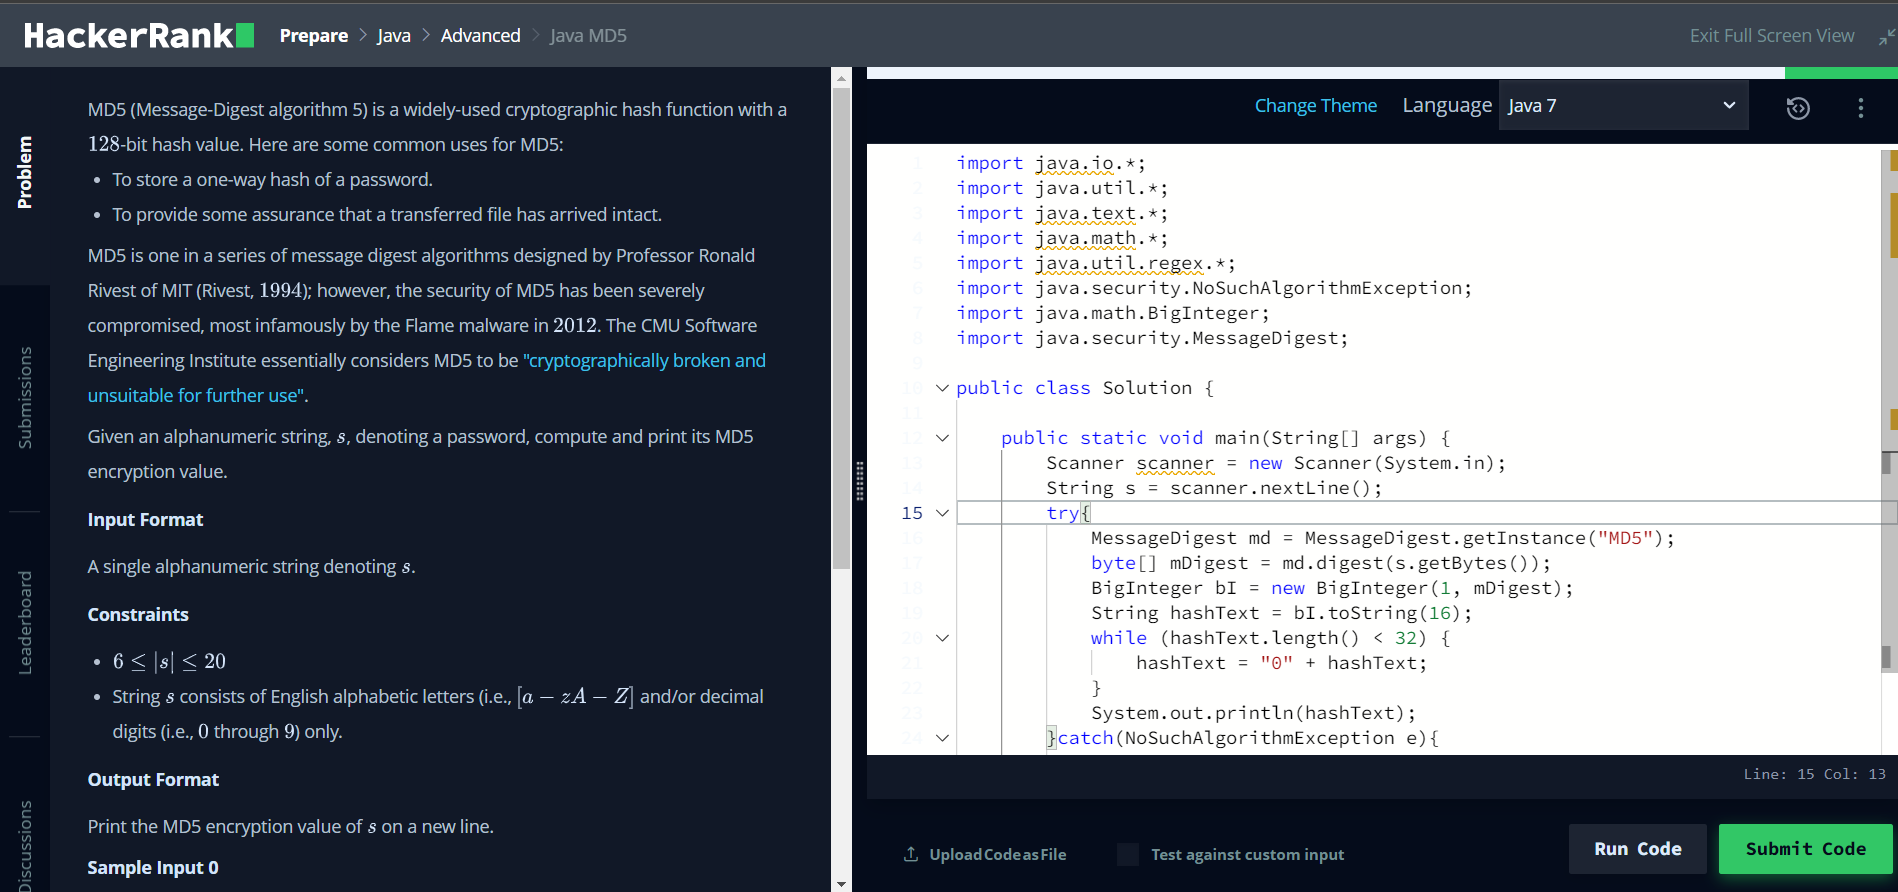 HackerRank Prepare > Java > Advanced > Java MD5 Exit Full Screen View
Problem
Submissions
Leaderboard
Discussions
MD5 (Message-Digest algorithm 5) is a widely-used cryptographic hash function with a
128-bit hash value. Here are some common uses for MD5:
• To store a one-way hash of a password.
• To provide some assurance that a transferred file has arrived intact.
MD5 is one in a series of message digest algorithms designed by Professor Ronald
Rivest of MIT (Rivest, 1994); however, the security of MD5 has been severely
compromised, most infamously by the Flame malware in 2012. The CMU Software
Engineering Institute essentially considers MD5 to be "cryptographically broken and
unsuitable for further use".
Given an alphanumeric string, s, denoting a password, compute and print its MD5
encryption value.
Input Format
A single alphanumeric string denoting s.
Constraints
• 6 ≤ |s| ≤ 20
• String s consists of English alphabetic letters (i.e., [a − zA − Z] and/or decimal
digits (i.e., 0 through 9) only.
Output Format
Print the MD5 encryption value of s on a new line.
Sample Input 0
Change Theme Language Java 7
1 import java.io.*;
2 import java.util.*;
3 import java.text.*;
4 import java.math.*;
5 import java.util.regex.*;
6 import java.security.NoSuchAlgorithmException;
7 import java.math.BigInteger;
8 import java.security.MessageDigest;
9
10 public class Solution {
11
12 public static void main(String[] args) {
13 Scanner scanner = new Scanner(System.in);
14 String s = scanner.nextLine();
15 try{
16 MessageDigest md = MessageDigest.getInstance("MD5");
17 byte[] mDigest = md.digest(s.getBytes());
18 BigInteger bI = new BigInteger(1, mDigest);
19 String hashText = bI.toString(16);
20 while (hashText.length() < 32) {
21 hashText = "0" + hashText;
22 }
23 System.out.println(hashText);
24 }catch(NoSuchAlgorithmException e){
Line: 15 Col: 13
Upload Code as File Test against custom input Run Code Submit Code